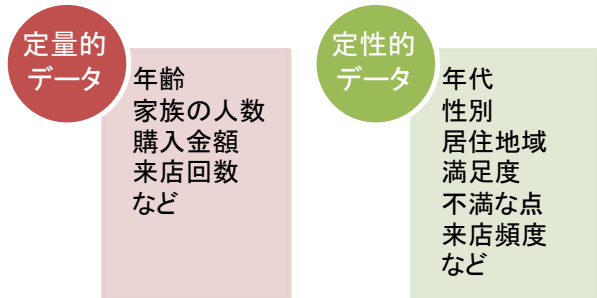 定量的
データ
年齢
家族の人数
購入金額
来店回数
など
定性的
データ
年代
性別
居住地域
満足度
不満な点
来店頻度
など